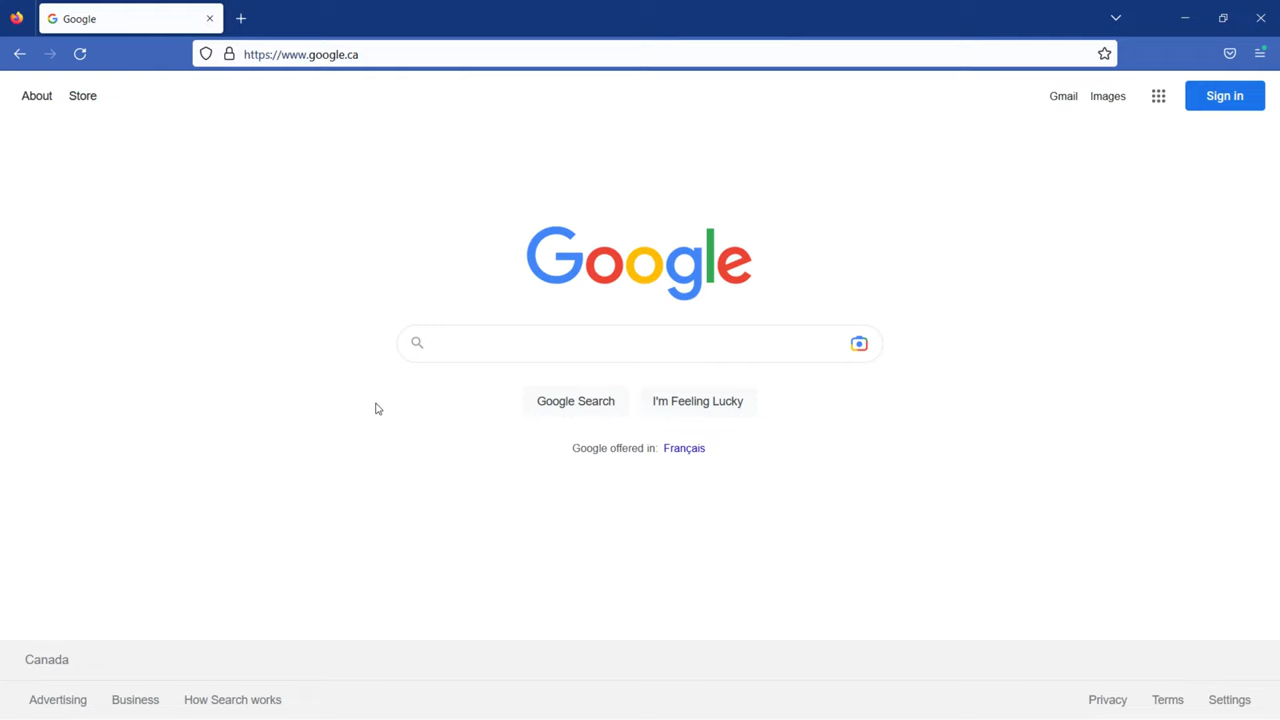 Google
https://www.google.ca
About Store Gmail Images Sign in
Google
Google Search I'm Feeling Lucky
Google offered in: Français
Canada
Advertising Business How Search works Privacy Terms Settings